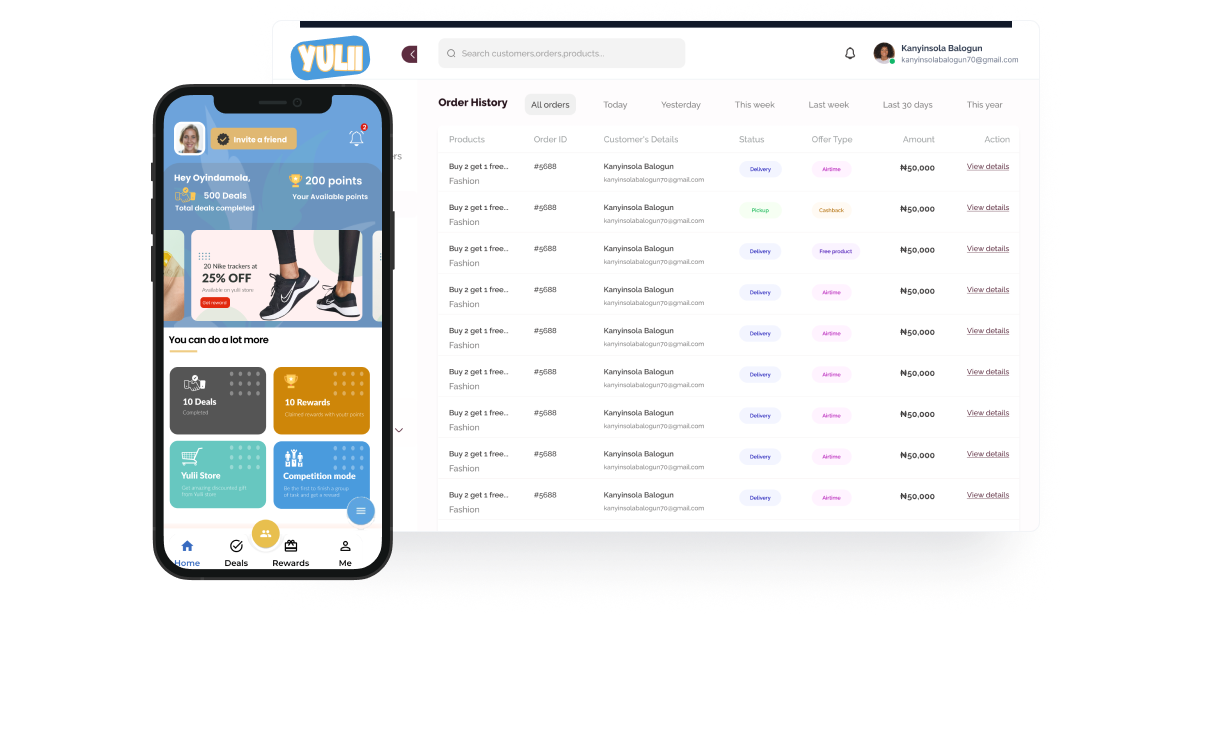 YULII
Search customers,orders,products...
Kanyinsola Balogun
kanyinsolabalogun70@gmail.com
Order History
All orders
Today
Yesterday
This week
Last week
Last 30 days
This year
Products Order ID Customer's Details Status Offer Type Amount Action
Buy 2 get 1 free... #5688 Kanyinsola Balogun Delivery Airtime ₦50,000 View details
Fashion kanyinsolabalogun70@gmail.com
Buy 2 get 1 free... #5688 Kanyinsola Balogun Pickup Cashback ₦50,000 View details
Fashion kanyinsolabalogun70@gmail.com
Buy 2 get 1 free... #5688 Kanyinsola Balogun Delivery Free product ₦50,000 View details
Fashion kanyinsolabalogun70@gmail.com
Buy 2 get 1 free... #5688 Kanyinsola Balogun Delivery Airtime ₦50,000 View details
Fashion kanyinsolabalogun70@gmail.com
Buy 2 get 1 free... #5688 Kanyinsola Balogun Delivery Airtime ₦50,000 View details
Fashion kanyinsolabalogun70@gmail.com
Buy 2 get 1 free... #5688 Kanyinsola Balogun Delivery Airtime ₦50,000 View details
Fashion kanyinsolabalogun70@gmail.com
Buy 2 get 1 free... #5688 Kanyinsola Balogun Delivery Airtime ₦50,000 View details
Fashion kanyinsolabalogun70@gmail.com
Buy 2 get 1 free... #5688 Kanyinsola Balogun Delivery Airtime ₦50,000 View details
Fashion kanyinsolabalogun70@gmail.com
Buy 2 get 1 free... #5688 Kanyinsola Balogun Delivery Airtime ₦50,000 View details
Fashion kanyinsolabalogun70@gmail.com
rs
Invite a friend
2
Hey Oyindamola,
500 Deals
Total deals completed
200 points
Your Available points
20 Nike trackers at
25% OFF
Available on yulii store
Get reward
You can do a lot more
10 Deals
Completed
10 Rewards
Claimed rewards with your points
Yulli Store
Get amazing discounted gift
from Yulii store
Competition mode
Be the first to finish a group
of task and get a reward
Home
Deals
Rewards
Me